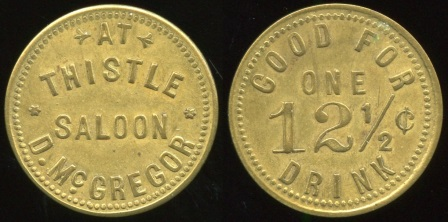 AT
THISTLE
SALOON
D. McGREGOR
GOOD FOR
ONE
12½¢
DRINK